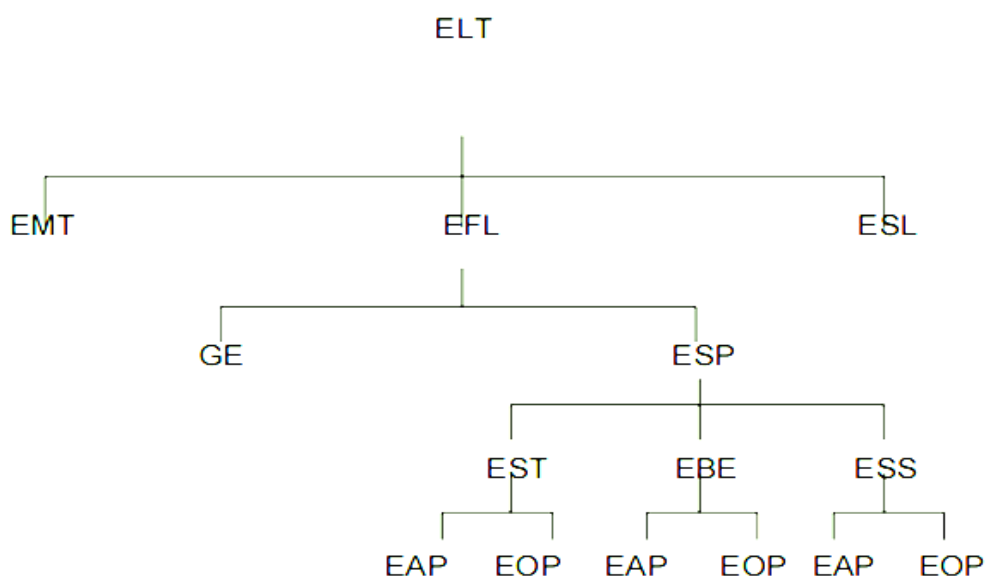 ELT
EMT EFL ESL
GE ESP
EST EBE ESS
EAP EOP EAP EOP EAP EOP